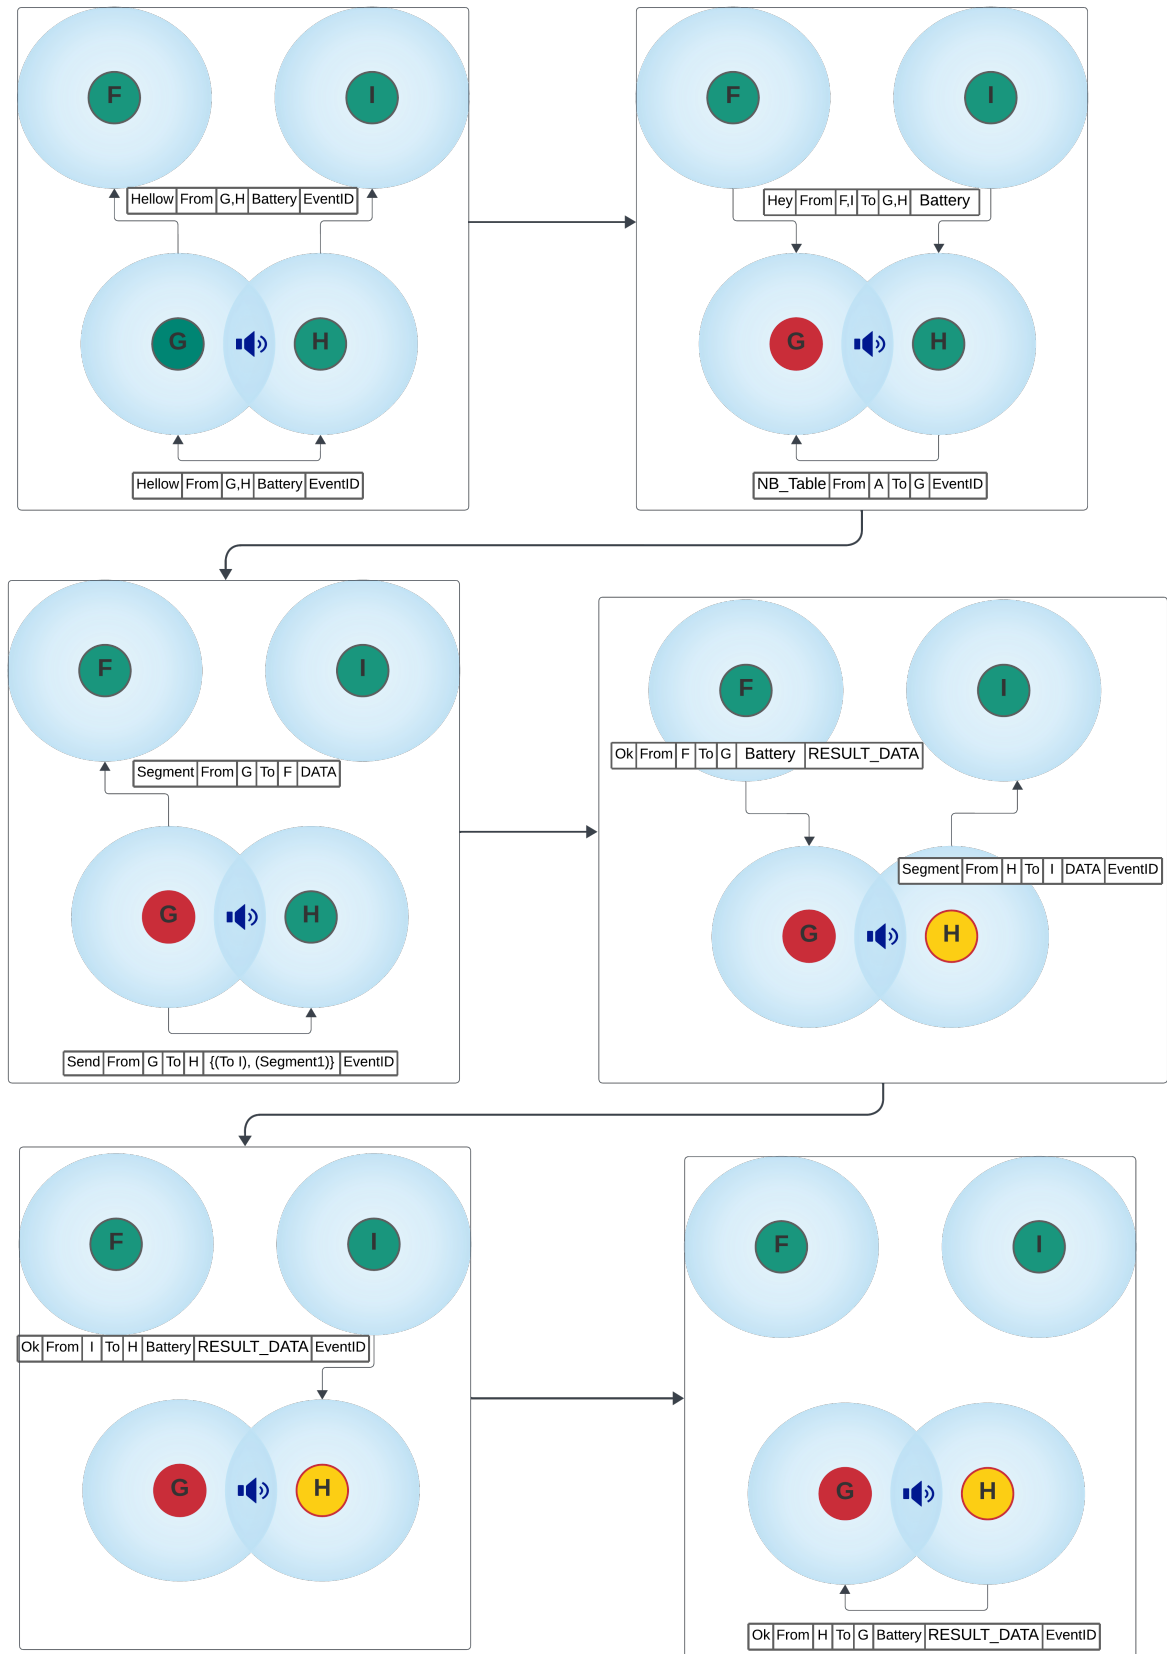 F I
Hellow From G,H Battery EventID
G H
Hellow From G,H Battery EventID
F I
Hey From F,I To G,H Battery
G H
NB_Table From A To G EventID
F I
Segment From G To F DATA
G H
Send From G To H {(To I), (Segment1)} EventID
F I
Ok From F To G Battery RESULT_DATA
Segment From H To I DATA EventID
G H
F I
Ok From I To H Battery RESULT_DATA EventID
G H
F I
G H
Ok From H To G Battery RESULT_DATA EventID